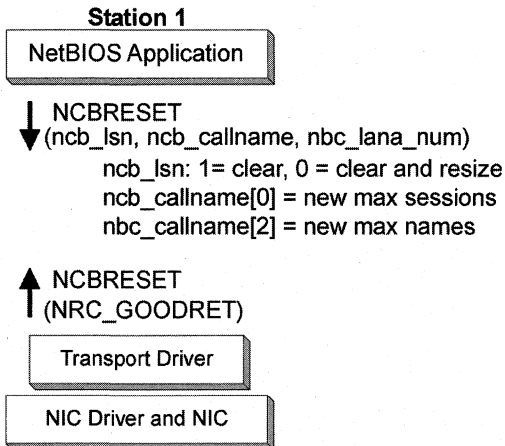 Station 1
NetBIOS Application
NCBRESET
(ncb_lsn, ncb_callname, nbc_lana_num)
ncb_lsn: 1= clear, 0 = clear and resize
ncb_callname[0] = new max sessions
nbc_callname[2] = new max names
NCBRESET
(NRC_GOODRET)
Transport Driver
NIC Driver and NIC